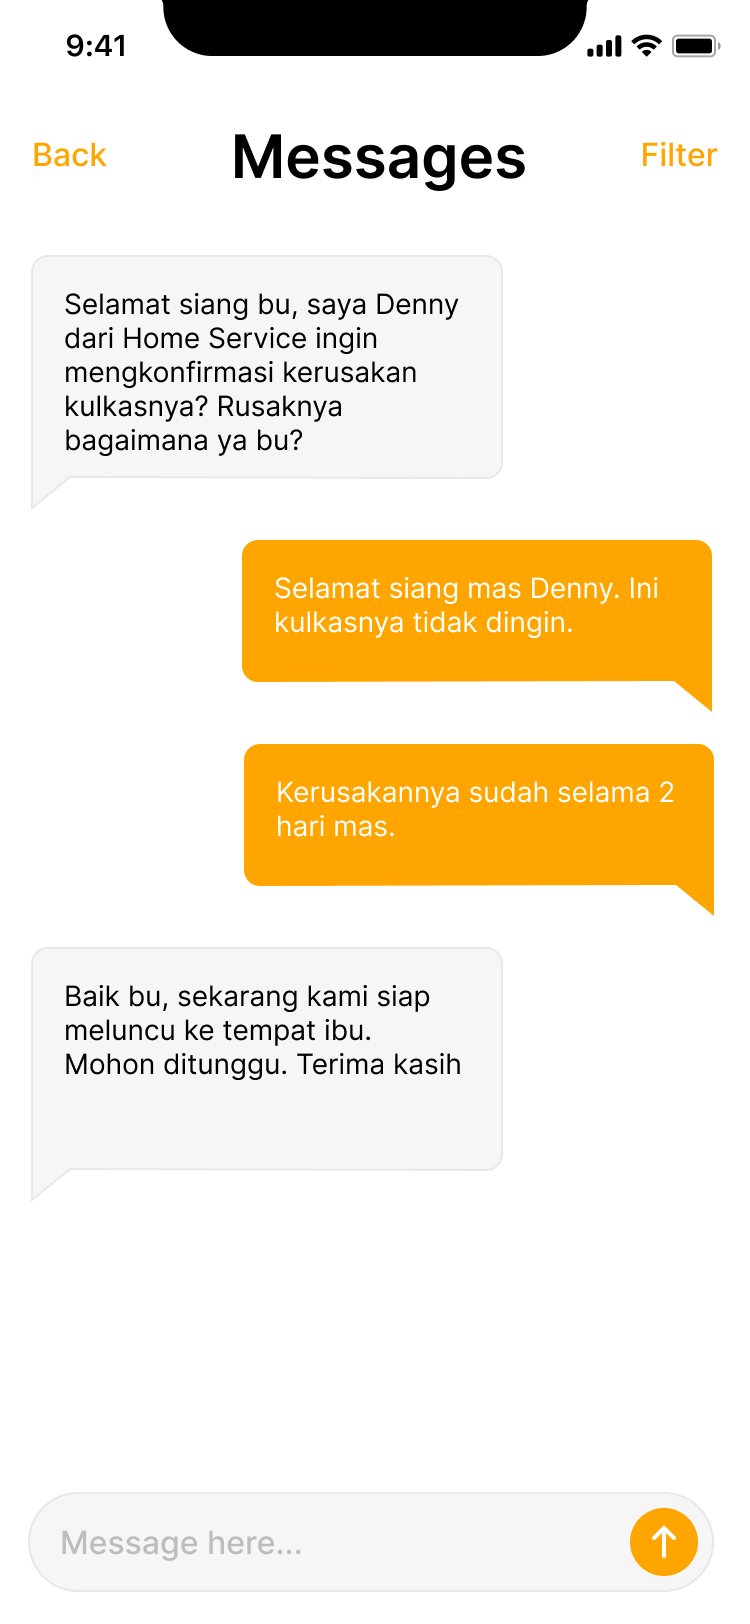 9:41
Back
Messages
Filter
Selamat siang bu, saya Denny
dari Home Service ingin
mengkonfirmasi kerusakan
kulkasnya? Rusaknya
bagaimana ya bu?
Selamat siang mas Denny. Ini
kulkasnya tidak dingin.
Kerusakannya sudah selama 2
hari mas.
Baik bu, sekarang kami siap
meluncu ke tempat ibu.
Mohon ditunggu. Terima kasih
Message here...